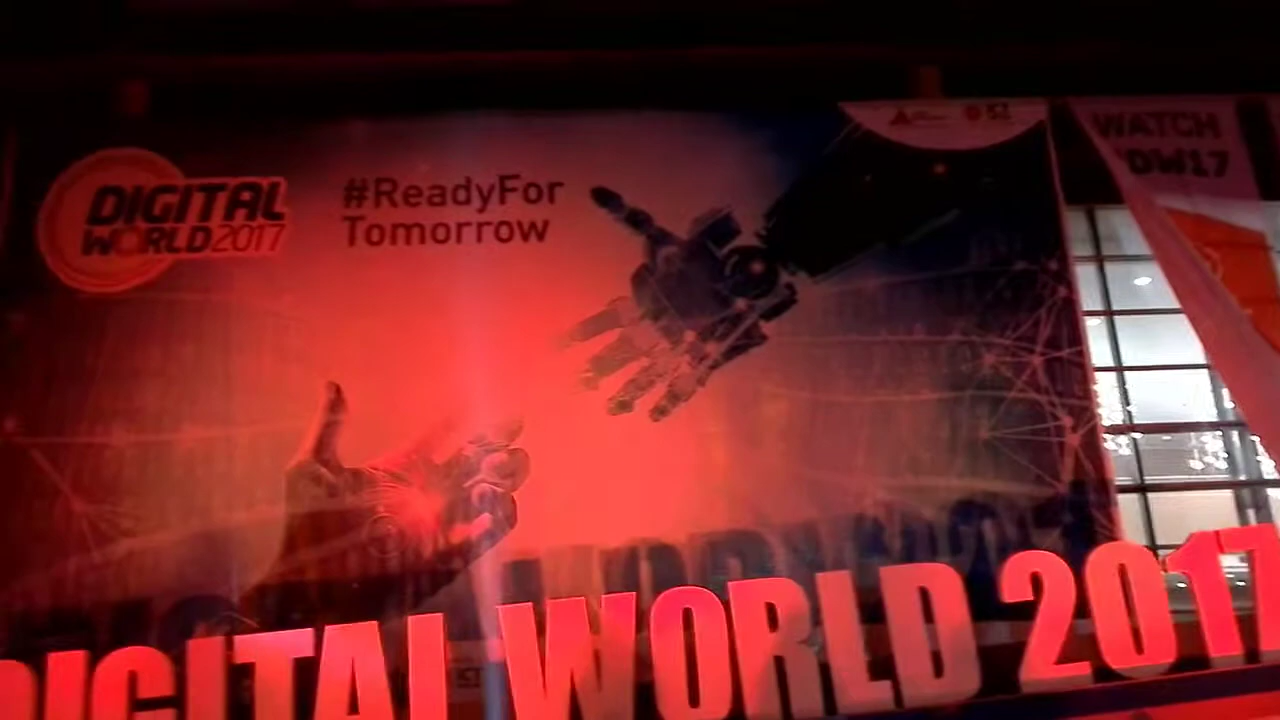 DIGITAL
WORLD2017
#ReadyFor
Tomorrow
WATCH
DW17
DIGITAL WORLD 2017